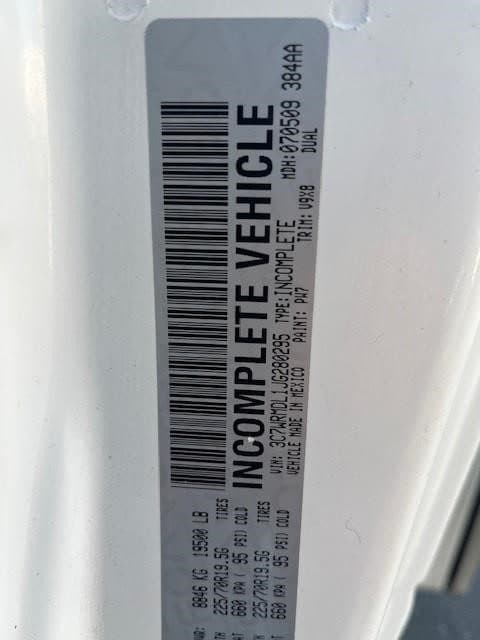 8846 KG 19500 LB
225/70R19.5G TIRES
660 KPA ( 95 PSI) COLD
225/70R19.5G TIRES
660 KPA ( 95 PSI) COLD
INCOMPLETE VEHICLE
VIN: 3C7WRMDL1JG280295 TYPE:INCOMPLETE MDH:070509 384AA
VEHICLE MADE IN MEXICO PAINT: PW7 TRIM: V9X8 DUAL